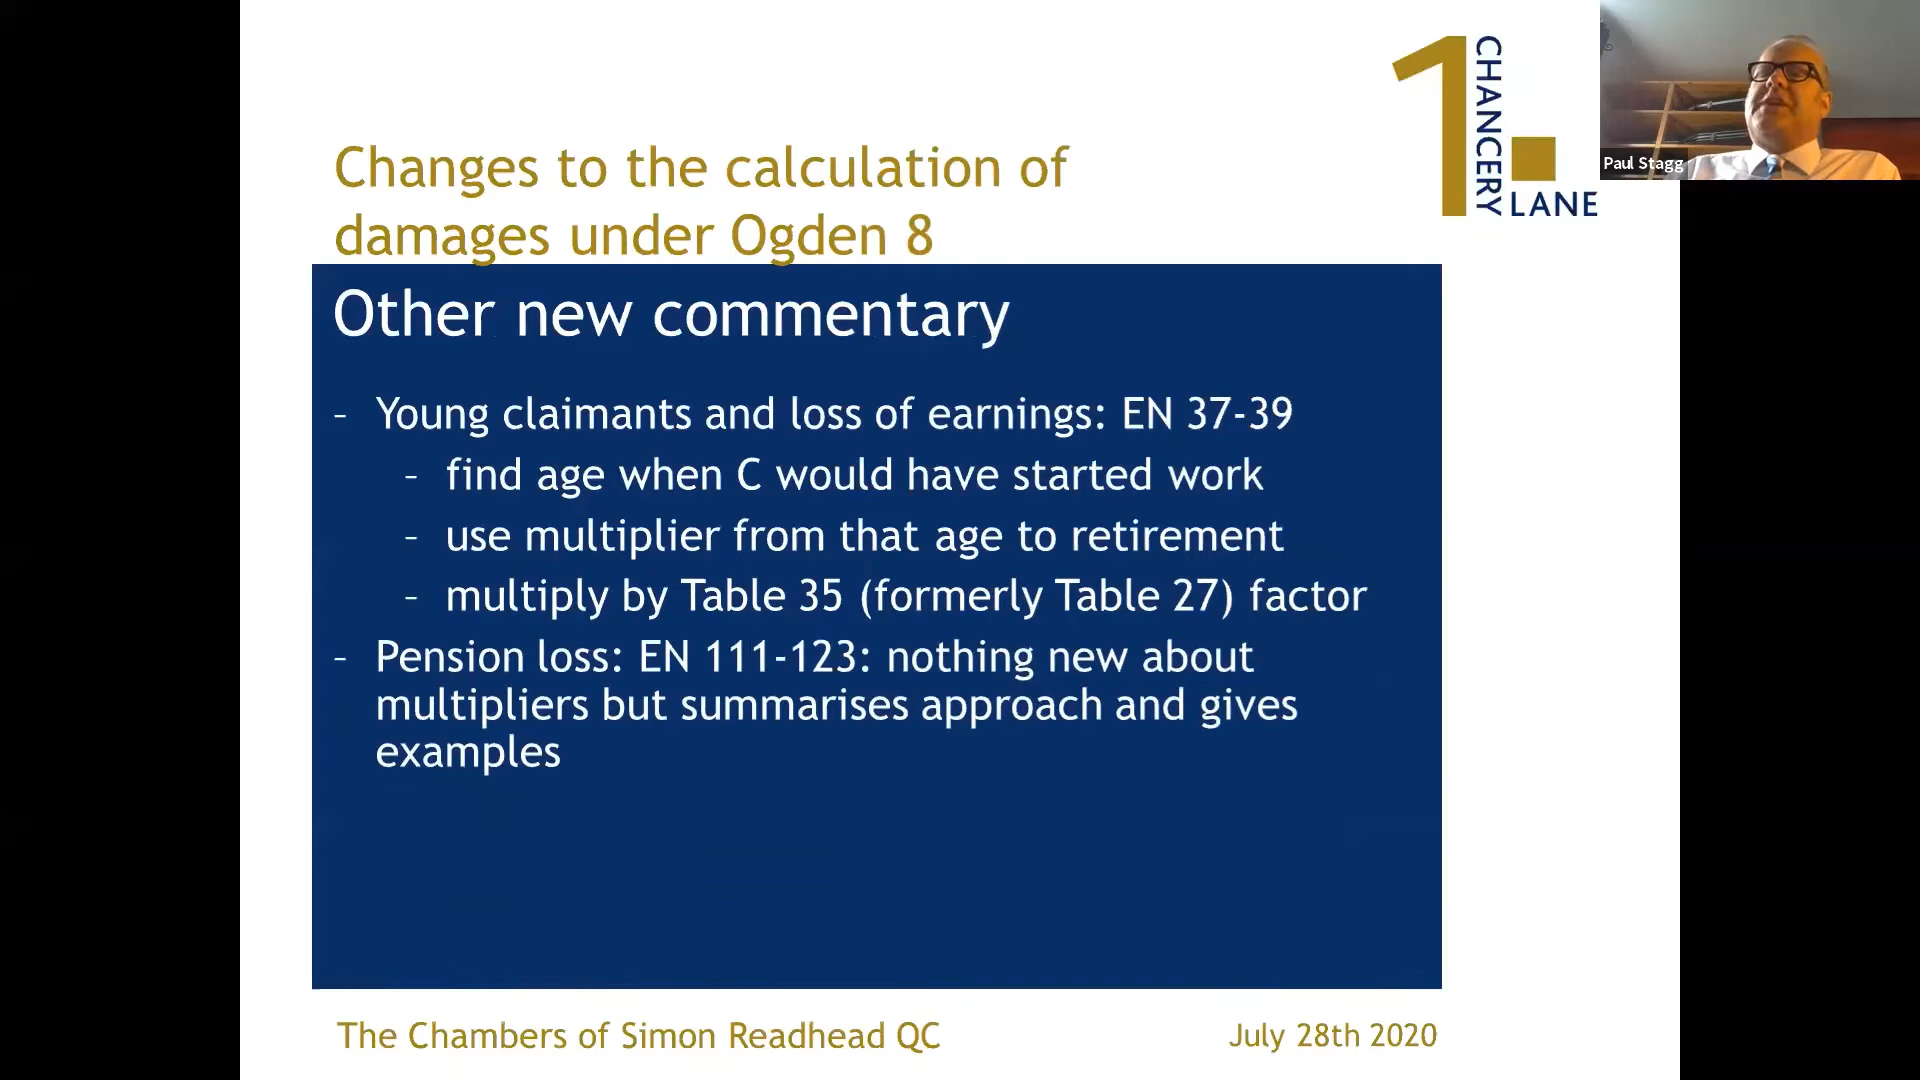 1 CHANCERY LANE
Paul Stagg
Changes to the calculation of
damages under Ogden 8
Other new commentary
- Young claimants and loss of earnings: EN 37-39
- find age when C would have started work
- use multiplier from that age to retirement
- multiply by Table 35 (formerly Table 27) factor
- Pension loss: EN 111-123: nothing new about
multipliers but summarises approach and gives
examples
The Chambers of Simon Readhead QC
July 28th 2020